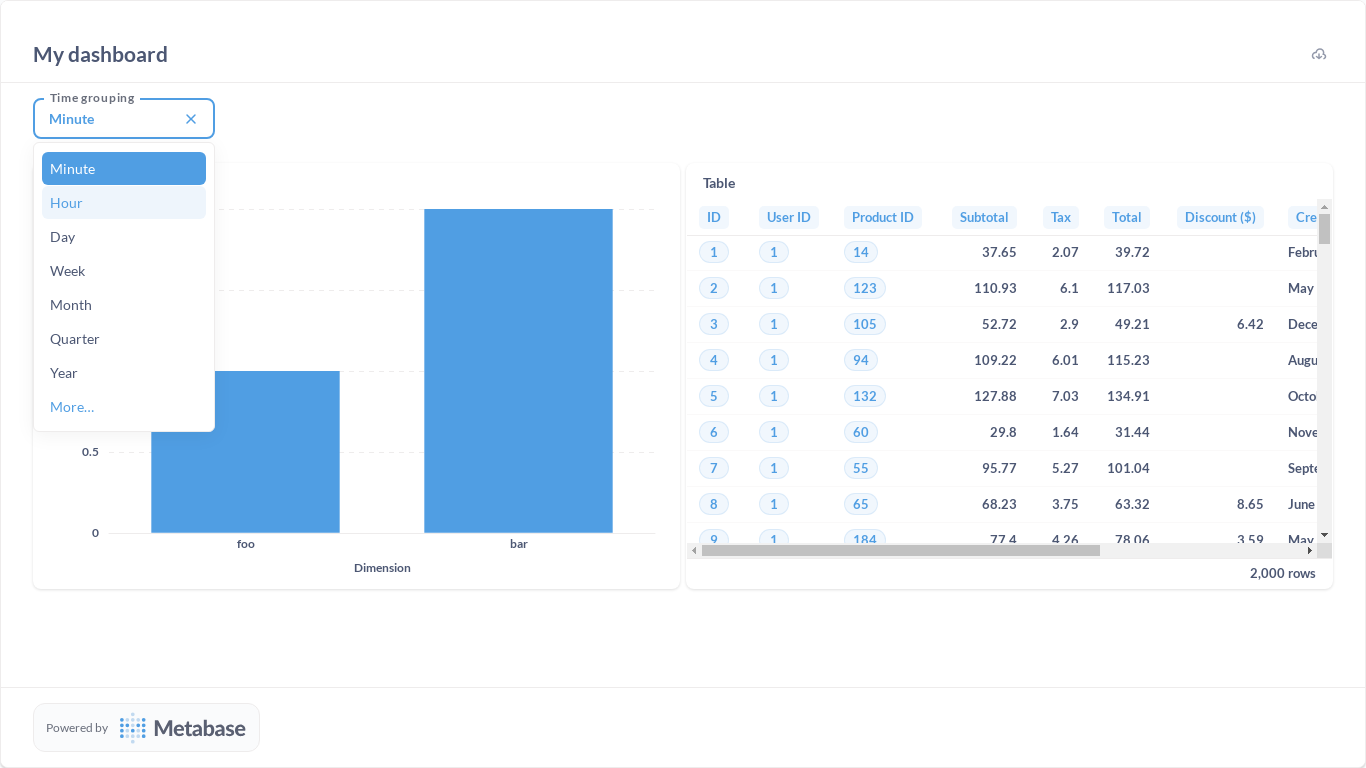 My dashboard
Time grouping
Minute
Minute
Hour
Day
Week
Month
Quarter
Year
More…
0.5
0
foo
bar
Dimension
Table
ID User ID Product ID Subtotal Tax Total Discount ($) Cre
1 1 14 37.65 2.07 39.72 Febru
2 1 123 110.93 6.1 117.03 May
3 1 105 52.72 2.9 49.21 6.42 Dece
4 1 94 109.22 6.01 115.23 Augu
5 1 132 127.88 7.03 134.91 Octo
6 1 60 29.8 1.64 31.44 Nove
7 1 55 95.77 5.27 101.04 Septe
8 1 65 68.23 3.75 63.32 8.65 June
9 1 184 77.4 4.26 78.06 3.59 May
2,000 rows
Powered by Metabase